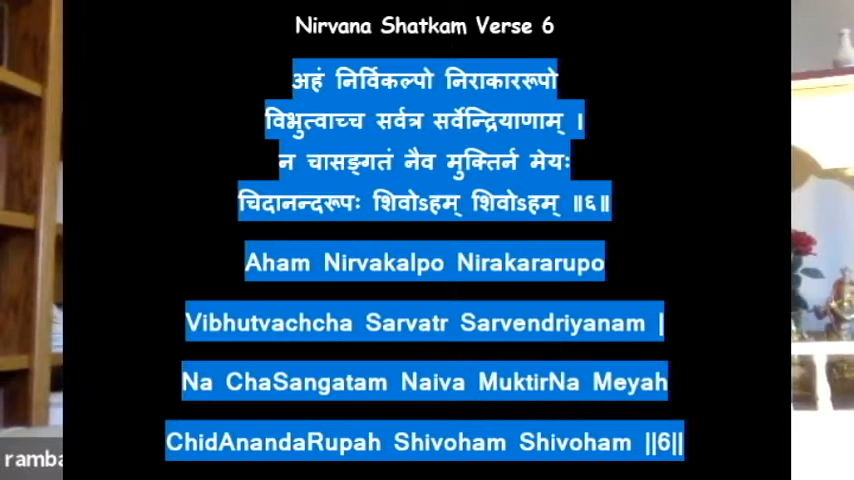 Nirvana Shatkam Verse 6
अहं निर्विकल्पो निराकाररूपो
विभुत्वाच्च सर्वत्र सर्वेन्द्रियाणाम् ।
न चासङ्गतं नैव मुक्तिर्न मेयः
चिदानन्दरूपः शिवोऽहम् शिवोऽहम् ॥६॥
Aham Nirvakalpo Nirakararupo
Vibhutvachcha Sarvatr Sarvendriyanam |
Na ChaSangatam Naiva MuktirNa Meyah
ChidAnandaRupah Shivoham Shivoham ||6||